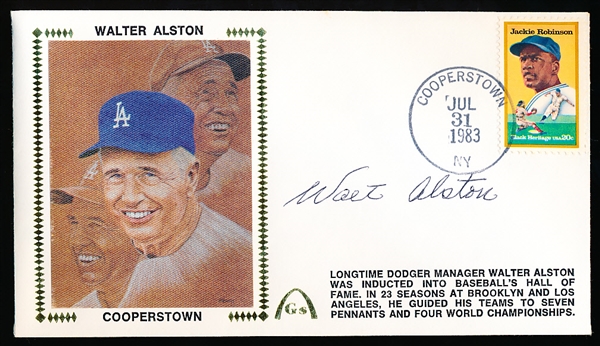 WALTER ALSTON
LA
COOPERSTOWN
Gs
COOPERSTOWN
JUL
31
1983
NY
Jackie Robinson
Black Heritage USA 20c
Walt Alston
LONGTIME DODGER MANAGER WALTER ALSTON
WAS INDUCTED INTO BASEBALL'S HALL OF
FAME. IN 23 SEASONS AT BROOKLYN AND LOS
ANGELES, HE GUIDED HIS TEAMS TO SEVEN
PENNANTS AND FOUR WORLD CHAMPIONSHIPS.